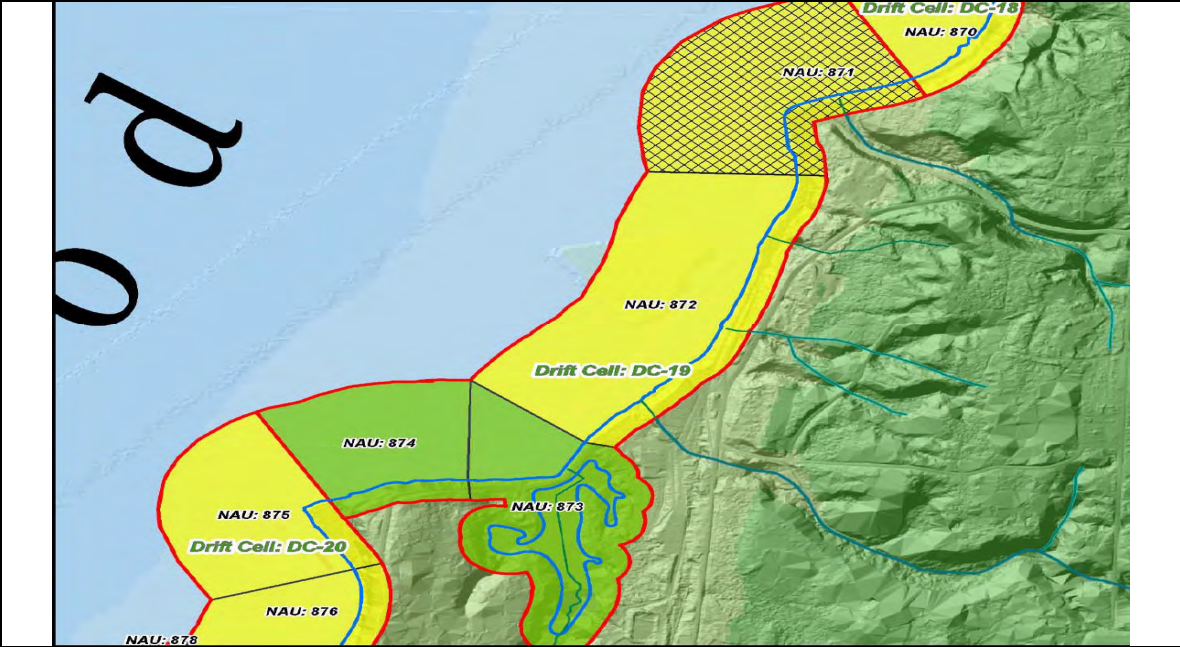 Drift Cell: DC-18
NAU: 870
NAU: 871
d
o
NAU: 872
Drift Cell: DC-19
NAU: 874
NAU: 873
NAU: 875
Drift Cell: DC-20
NAU: 876
NAU: 878